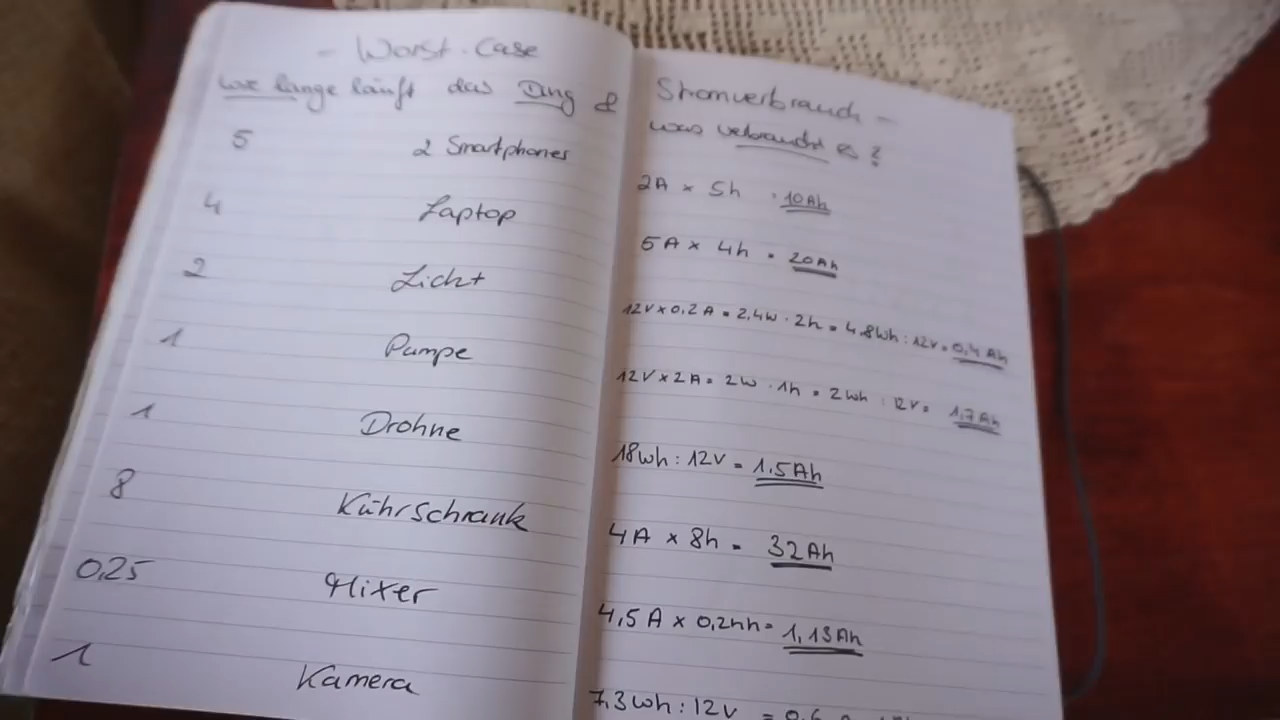 - Worst-Case
wie lange läuft das Ding &
5 2 Smartphones
4 Laptop
2 Licht
1 Pumpe
1 Drohne
8 Kührschrank
0,25 Mixer
1 Kamera
Stromverbrauch -
was verbraucht es?
2A × 5h = 10Ah
5A × 4h = 20Ah
12V×0,2A = 2,4W · 2h = 4,8Wh : 12V = 0,4Ah
12V×2A = 2W · 1h = 2Wh : 12V = 1,7Ah
18Wh : 12V = 1,5Ah
4A × 8h = 32Ah
4,5A × = 1,13Ah
7,3Wh : 12V = 0,6